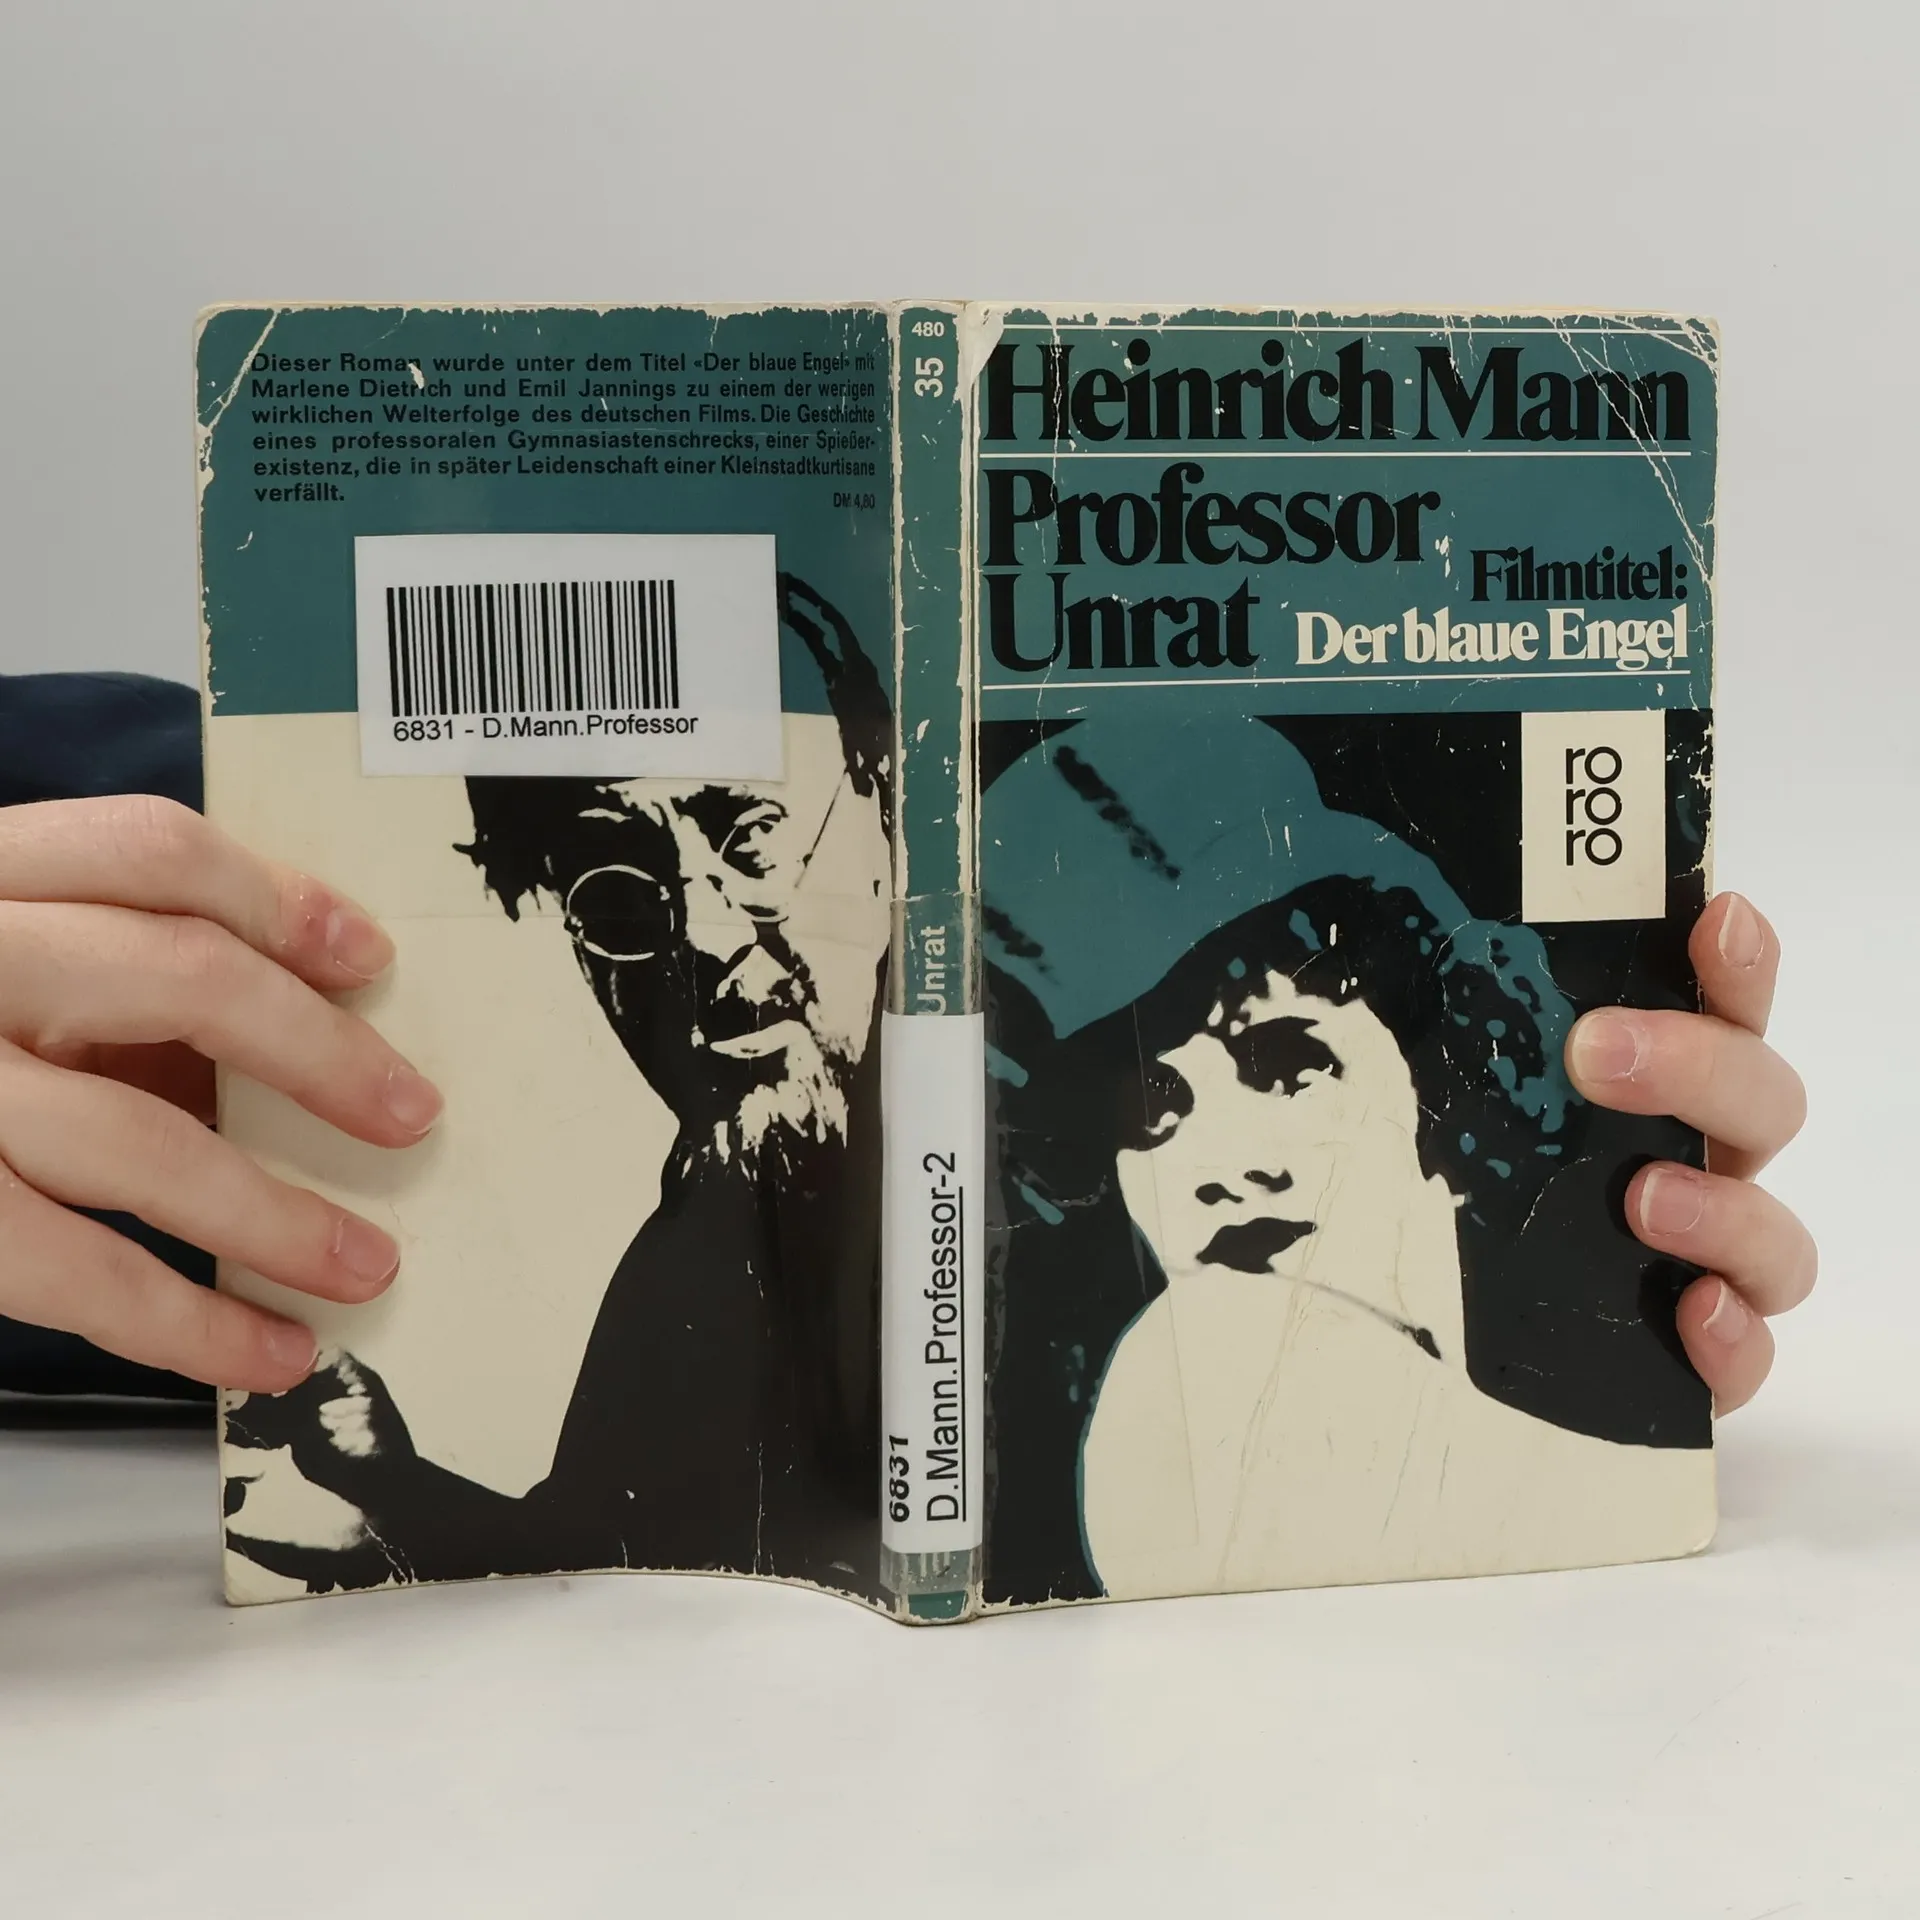 Dieser Roman wurde unter dem Titel «Der blaue Engel» mit
Marlene Dietrich und Emil Jannings zu einem der wenigen
wirklichen Welterfolge des deutschen Films. Die Geschichte
eines professoralen Gymnasiastenschrecks, einer Spießer-
existenz, die in später Leidenschaft einer Kleinstadtkurtisane
verfällt.
DM 4,80
6831 - D.Mann.Professor
480
35
Unrat
6831
D.Mann.Professor-2
Heinrich Mann
Professor
Unrat
Filmtitel:
Der blaue Engel
ro
ro
ro